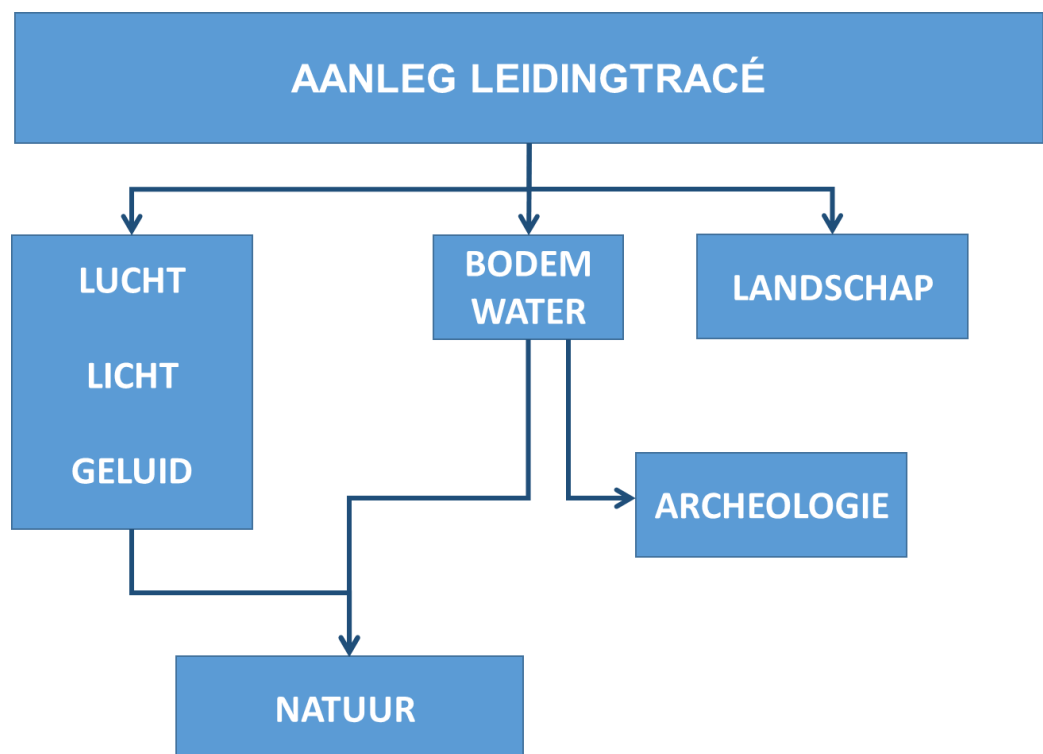 AANLEG LEIDINGTRACÉ
LUCHT
LICHT
GELUID
BODEM
WATER
LANDSCHAP
ARCHEOLOGIE
NATUUR